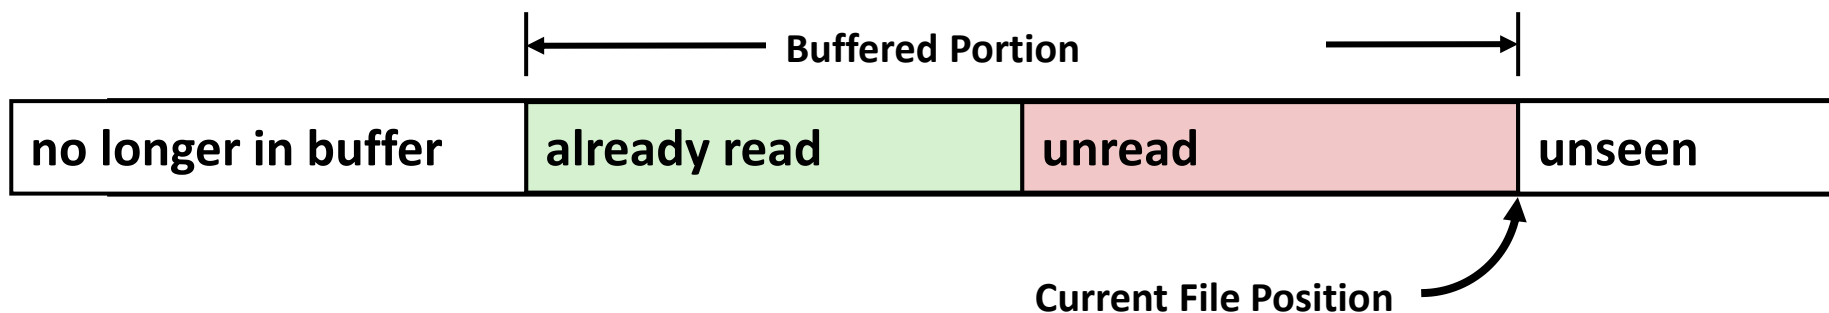 Buffered Portion
no longer in buffer
already read
unread
unseen
Current File Position